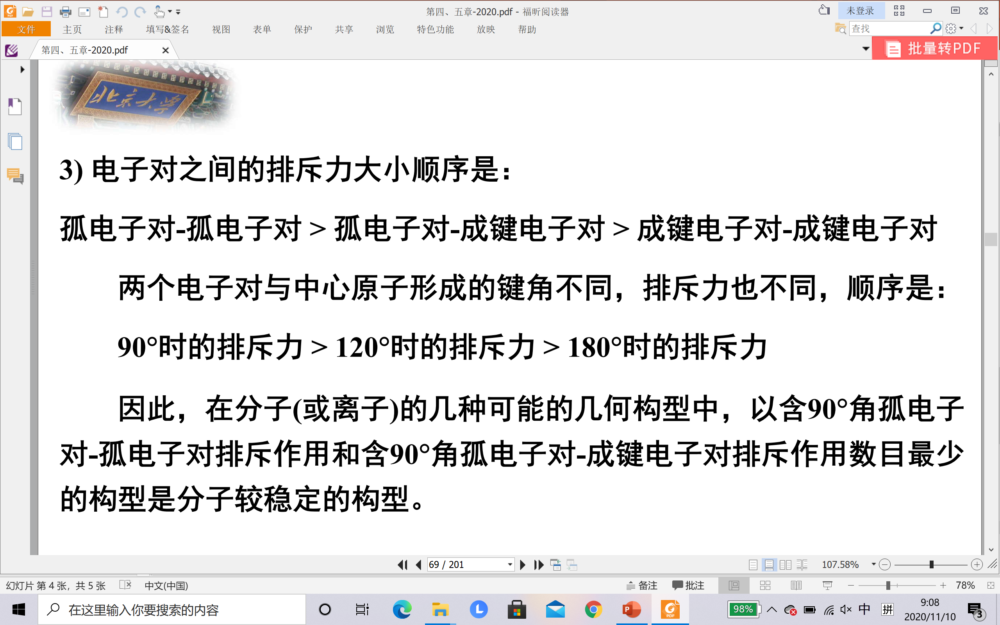 第四、五章-2020.pdf - 福昕阅读器
未登录
文件 主页 注释 填写&签名 视图 表单 保护 共享 浏览 特色功能 放映 帮助
查找
第四、五章-2020.pdf
批量转PDF
北京大学
3) 电子对之间的排斥力大小顺序是：
孤电子对-孤电子对 > 孤电子对-成键电子对 > 成键电子对-成键电子对
两个电子对与中心原子形成的键角不同，排斥力也不同，顺序是：
90°时的排斥力 > 120°时的排斥力 > 180°时的排斥力
因此，在分子(或离子)的几种可能的几何构型中，以含90°角孤电子
对-孤电子对排斥作用和含90°角孤电子对-成键电子对排斥作用数目最少
的构型是分子较稳定的构型。
69 / 201
107.58%
幻灯片 第 4 张，共 5 张 中文(中国) 备注 批注 78%
在这里输入你要搜索的内容
98%
中 拼
9:08
2020/11/10
3